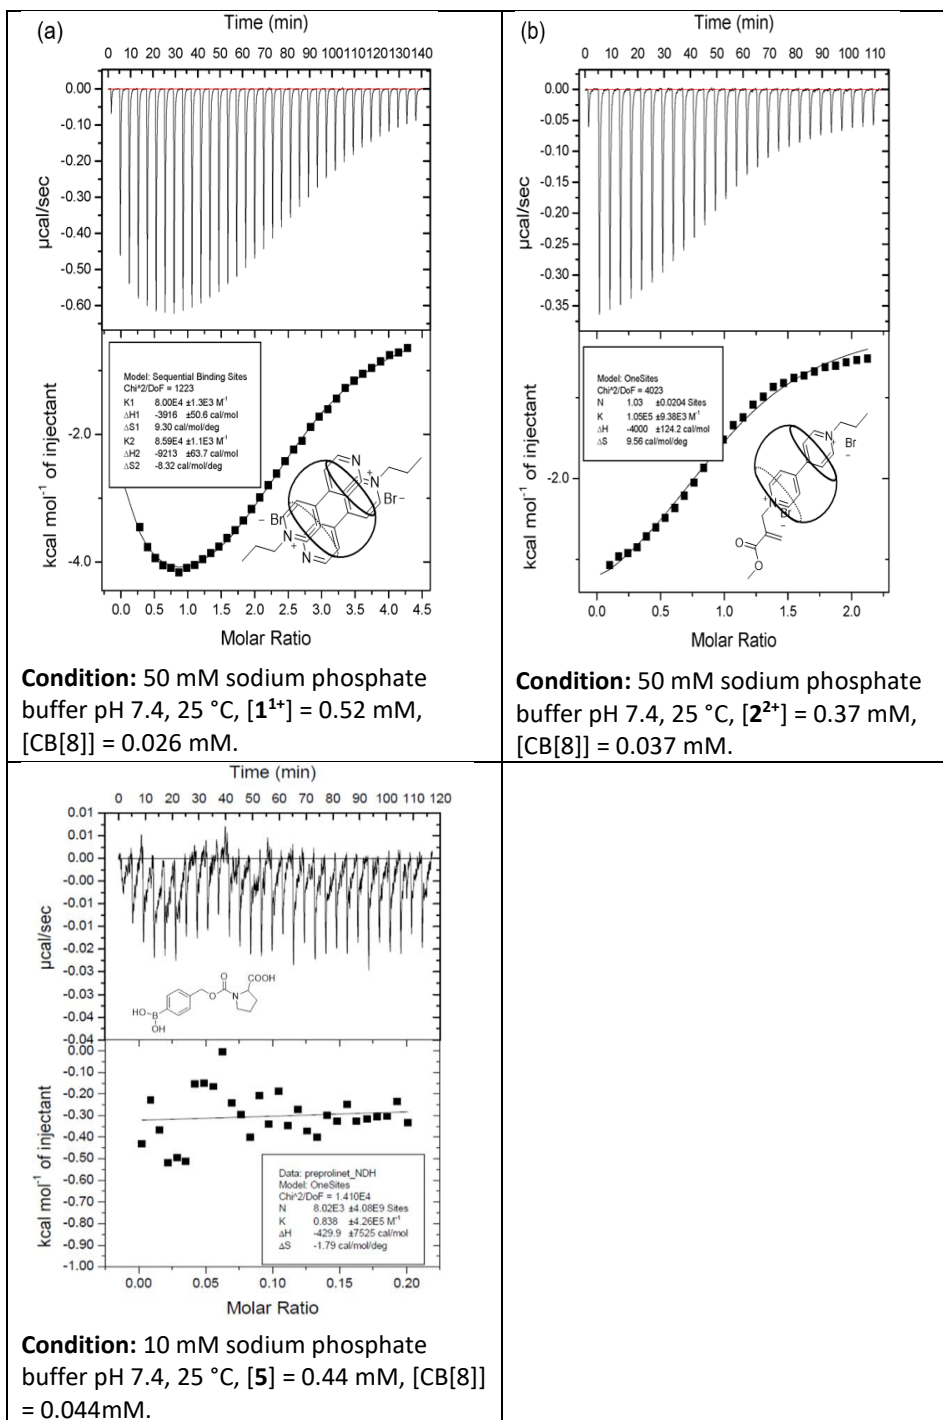 (a)
Time (min)
0 10 20 30 40 50 60 70 80 90 100 110 120 130 140
0.00
-0.10
-0.20
-0.30
-0.40
-0.50
-0.60
µcal/sec
Model: Sequential Binding Sites
Chi^2/DoF = 1223
K1 8.00E4 ±1.3E3 M⁻¹
ΔH1 -3916 ±50.6 cal/mol
ΔS1 9.30 cal/mol/deg
K2 8.59E4 ±1.1E3 M⁻¹
ΔH2 -9213 ±63.7 cal/mol
ΔS2 -8.32 cal/mol/deg
-2.0
-3.0
-4.0
kcal mol⁻¹ of injectant
N
N
+
Br⁻
⁻ Br
N
+
N
0.0 0.5 1.0 1.5 2.0 2.5 3.0 3.5 4.0 4.5
Molar Ratio
Condition: 50 mM sodium phosphate
buffer pH 7.4, 25 °C, [1¹⁺] = 0.52 mM,
[CB[8]] = 0.026 mM.
(b)
Time (min)
0 10 20 30 40 50 60 70 80 90 100 110
0.00
-0.05
-0.10
-0.15
-0.20
-0.25
-0.30
-0.35
µcal/sec
Model: OneSites
Chi^2/DoF = 4023
N 1.03 ±0.0204 Sites
K 1.05E5 ±9.38E3 M⁻¹
ΔH -4000 ±124.2 cal/mol
ΔS 9.56 cal/mol/deg
-2.0
kcal mol⁻¹ of injectant
N
+
Br
−
N
+
Br
−
O
O
0.0 0.5 1.0 1.5 2.0
Molar Ratio
Condition: 50 mM sodium phosphate
buffer pH 7.4, 25 °C, [2²⁺] = 0.37 mM,
[CB[8]] = 0.037 mM.
Time (min)
0 10 20 30 40 50 60 70 80 90 100 110 120
0.01
0.01
0.00
-0.00
-0.01
-0.01
-0.02
-0.03
-0.03
-0.04
µcal/sec
O
COOH
O
N
HO
B
OH
0.00
-0.10
-0.20
-0.30
-0.40
-0.50
-0.60
-0.70
-0.80
-0.90
-1.00
kcal mol⁻¹ of injectant
Data: preprolinet_NDH
Model: OneSites
Chi^2/DoF = 1.410E4
N 8.02E3 ±4.08E9 Sites
K 0.838 ±4.26E5 M⁻¹
ΔH -429.9 ±7525 cal/mol
ΔS -1.79 cal/mol/deg
0.00 0.05 0.10 0.15 0.20
Molar Ratio
Condition: 10 mM sodium phosphate
buffer pH 7.4, 25 °C, [5] = 0.44 mM, [CB[8]]
= 0.044mM.